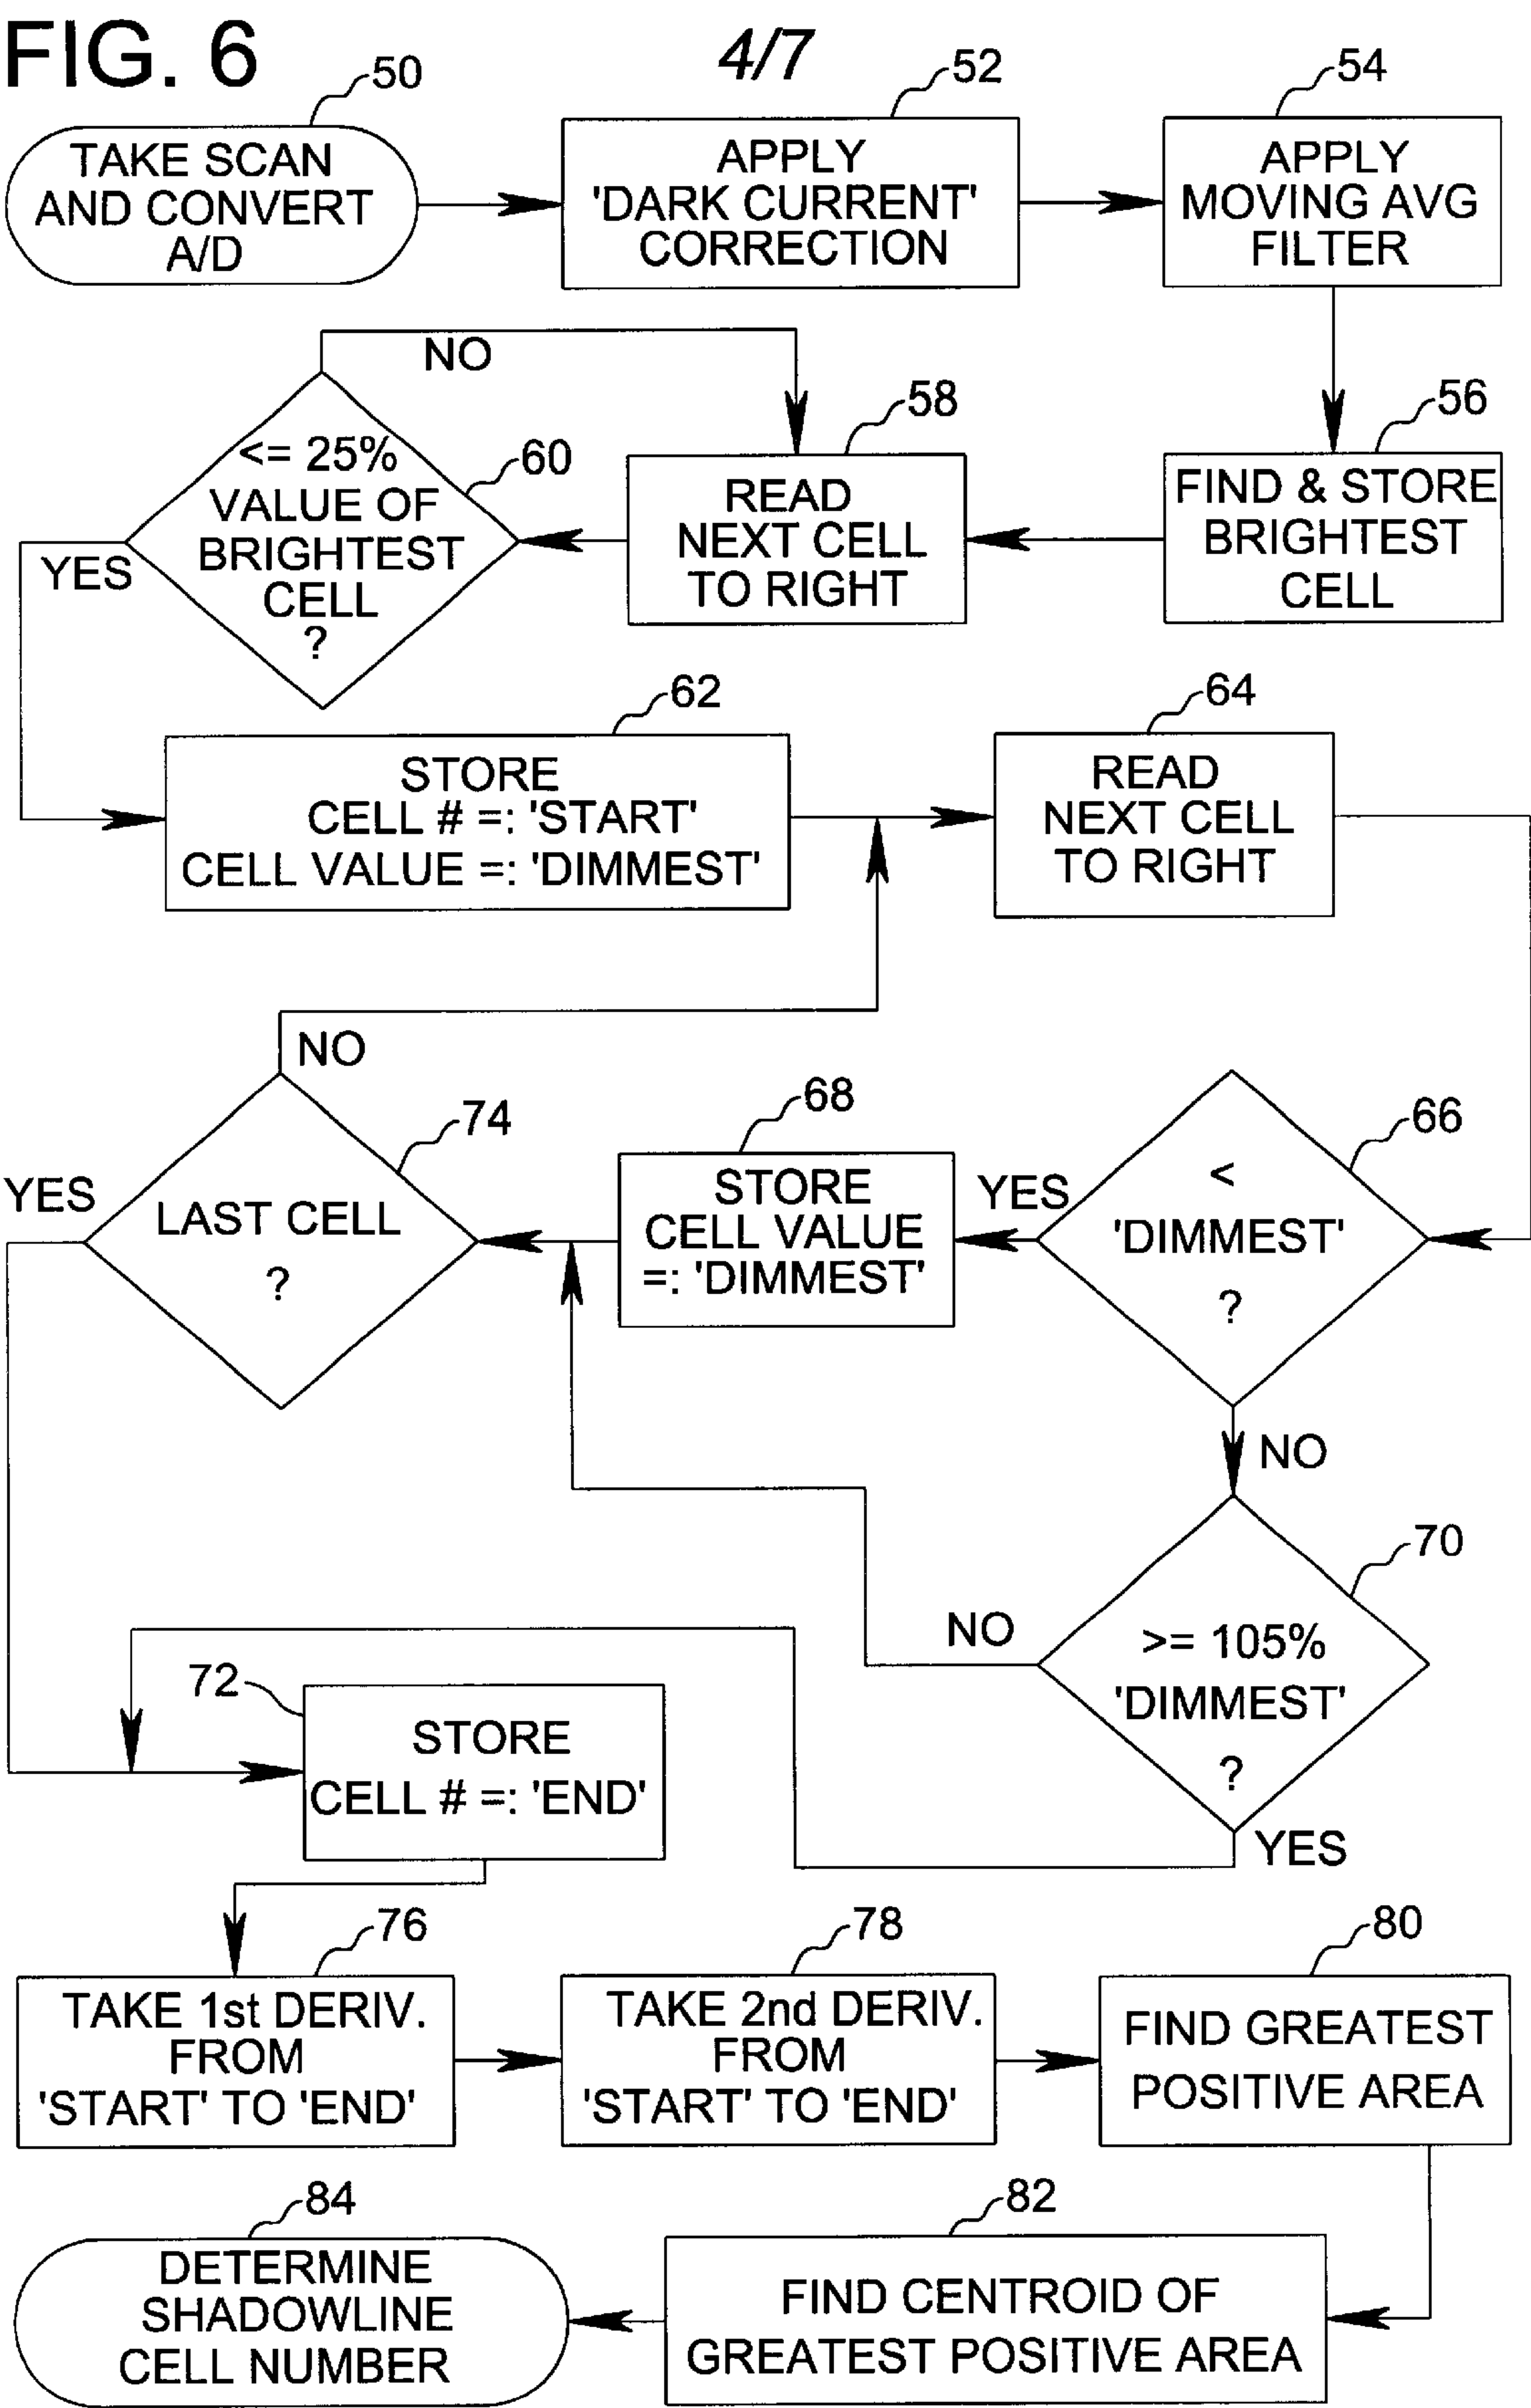 FIG. 6
4/7
50
TAKE SCAN
AND CONVERT
A/D
52
APPLY
'DARK CURRENT'
CORRECTION
54
APPLY
MOVING AVG
FILTER
56
FIND & STORE
BRIGHTEST
CELL
58
READ
NEXT CELL
TO RIGHT
NO
60
<= 25%
VALUE OF
BRIGHTEST
CELL
?
YES
62
STORE
CELL # =: 'START'
CELL VALUE =: 'DIMMEST'
64
READ
NEXT CELL
TO RIGHT
66
<
'DIMMEST'
?
YES
NO
68
STORE
CELL VALUE
=: 'DIMMEST'
74
LAST CELL
?
NO
YES
70
>= 105%
'DIMMEST'
?
NO
YES
72
STORE
CELL # =: 'END'
76
TAKE 1st DERIV.
FROM
'START' TO 'END'
78
TAKE 2nd DERIV.
FROM
'START' TO 'END'
80
FIND GREATEST
POSITIVE AREA
82
FIND CENTROID OF
GREATEST POSITIVE AREA
84
DETERMINE
SHADOWLINE
CELL NUMBER